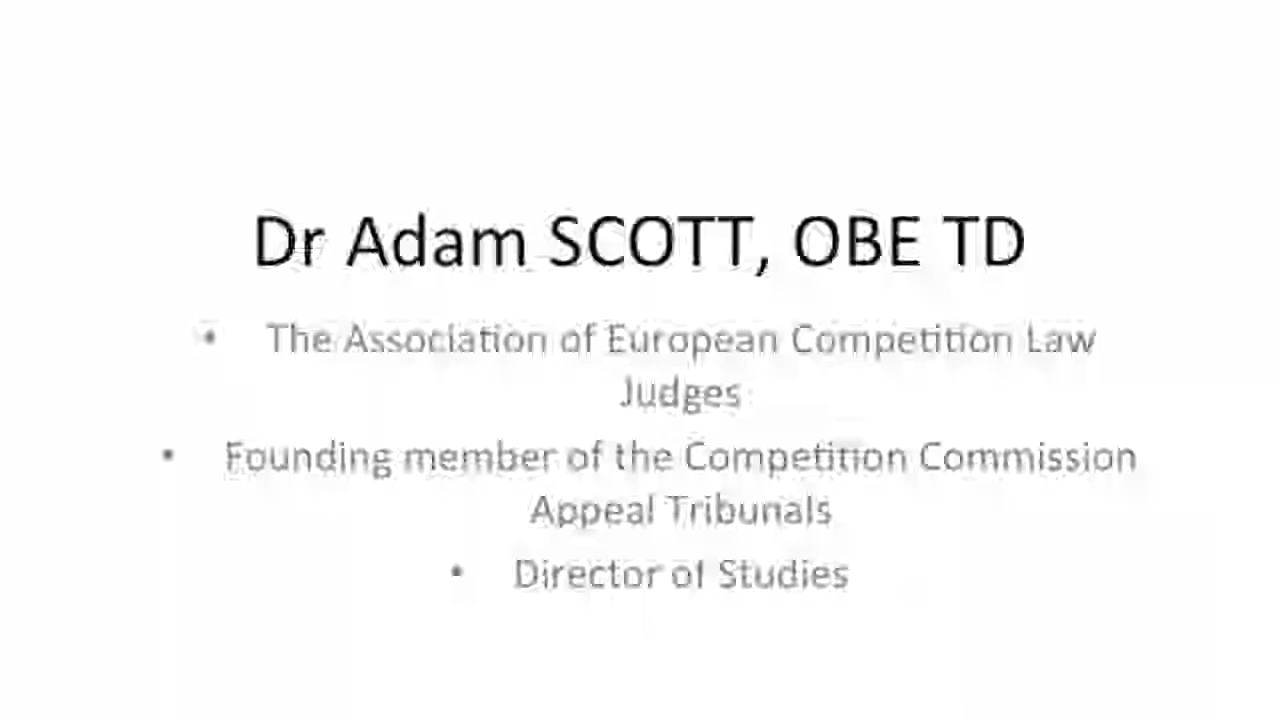 Dr Adam SCOTT, OBE TD
• The Association of European Competition Law
Judges
• Founding member of the Competition Commission
Appeal Tribunals
• Director of Studies